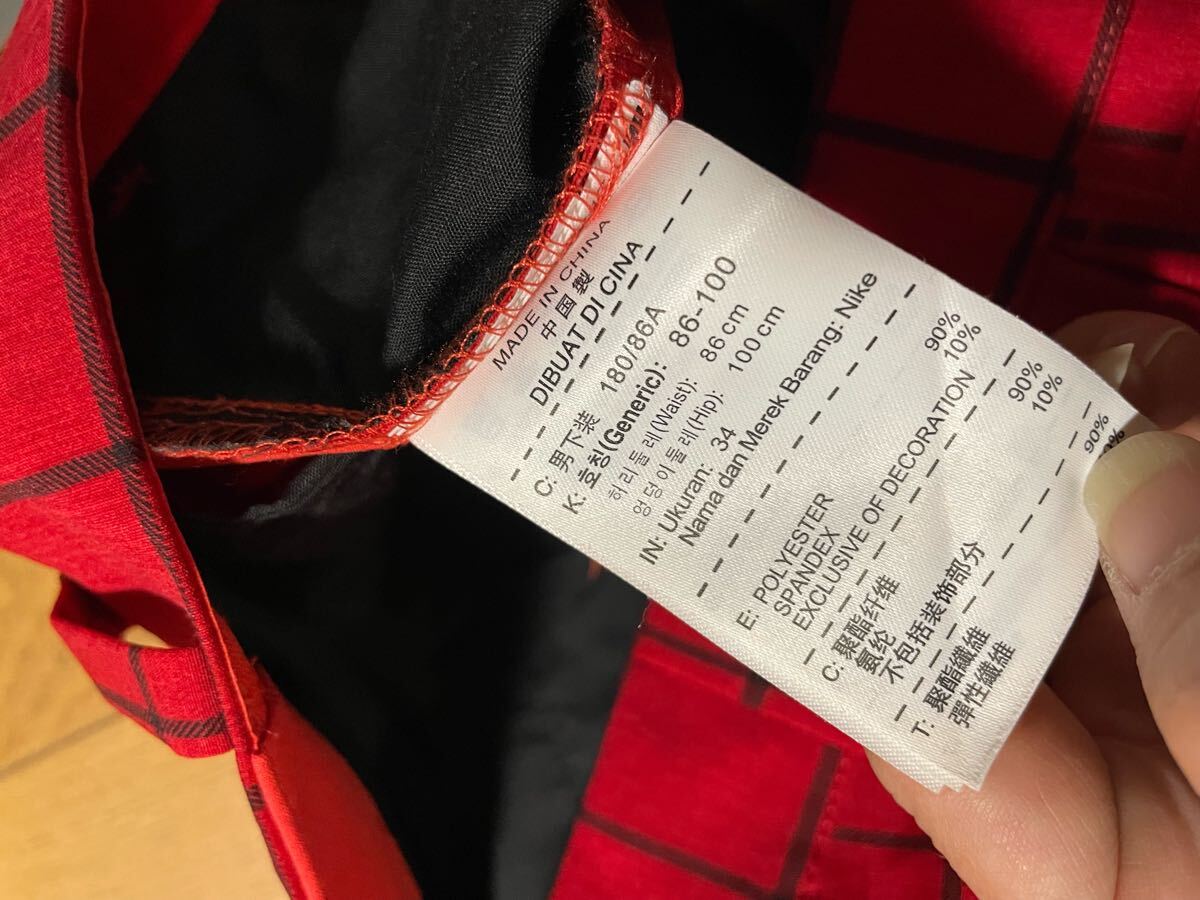 MADE IN CHINA
中国製
DIBUAT DI CINA
C: 男下装 180/86A
K: 호칭(Generic): 86-100
허리둘레(Waist): 86 cm
엉덩이둘레(Hip): 100 cm
IN: Ukuran: 34
Nama dan Merek Barang: Nike
E: POLYESTER 90%
SPANDEX 10%
EXCLUSIVE OF DECORATION
C: 聚酯纤维 90%
氨纶 10%
不包括装饰部分
T: 聚酯纖維 90%
彈性纖維